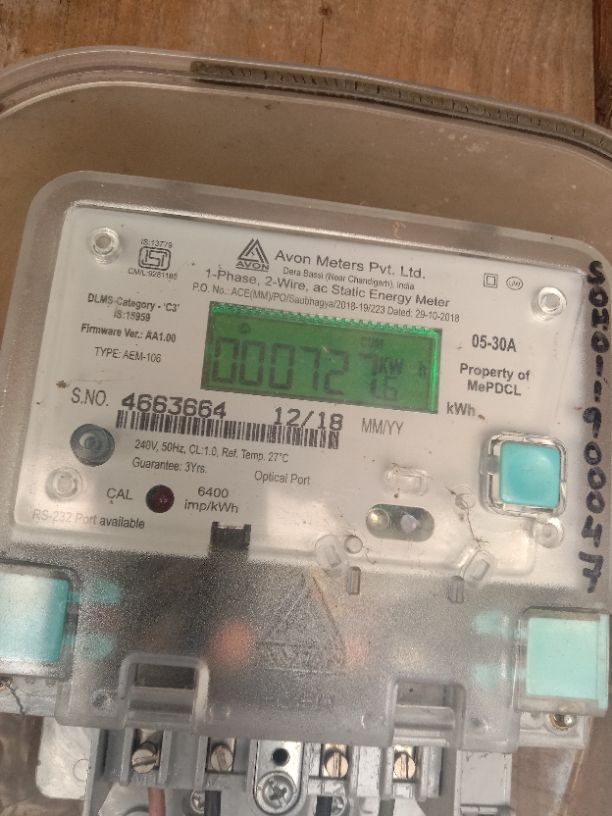 IS:13779
CM/L:9261186
AVON
Avon Meters Pvt. Ltd.
Dera Bassi (Near Chandigarh), India
1-Phase, 2-Wire, ac Static Energy Meter
P.O. No.: ACE(MM)/PO/Saubhagya/2018-19/223 Dated: 29-10-2018
DLMS-Category - 'C3'
IS:15959
Firmware Ver.: AA1.00
TYPE: AEM-106
CUM
KW h
05-30A
Property of
MePDCL
kWh
S.NO. 4663664 12/18 MM/YY
240V, 50Hz, CL:1.0, Ref. Temp. 27°C
Guarantee: 3Yrs.
Optical Port
CAL
6400
imp/kWh
RS-232 Port available